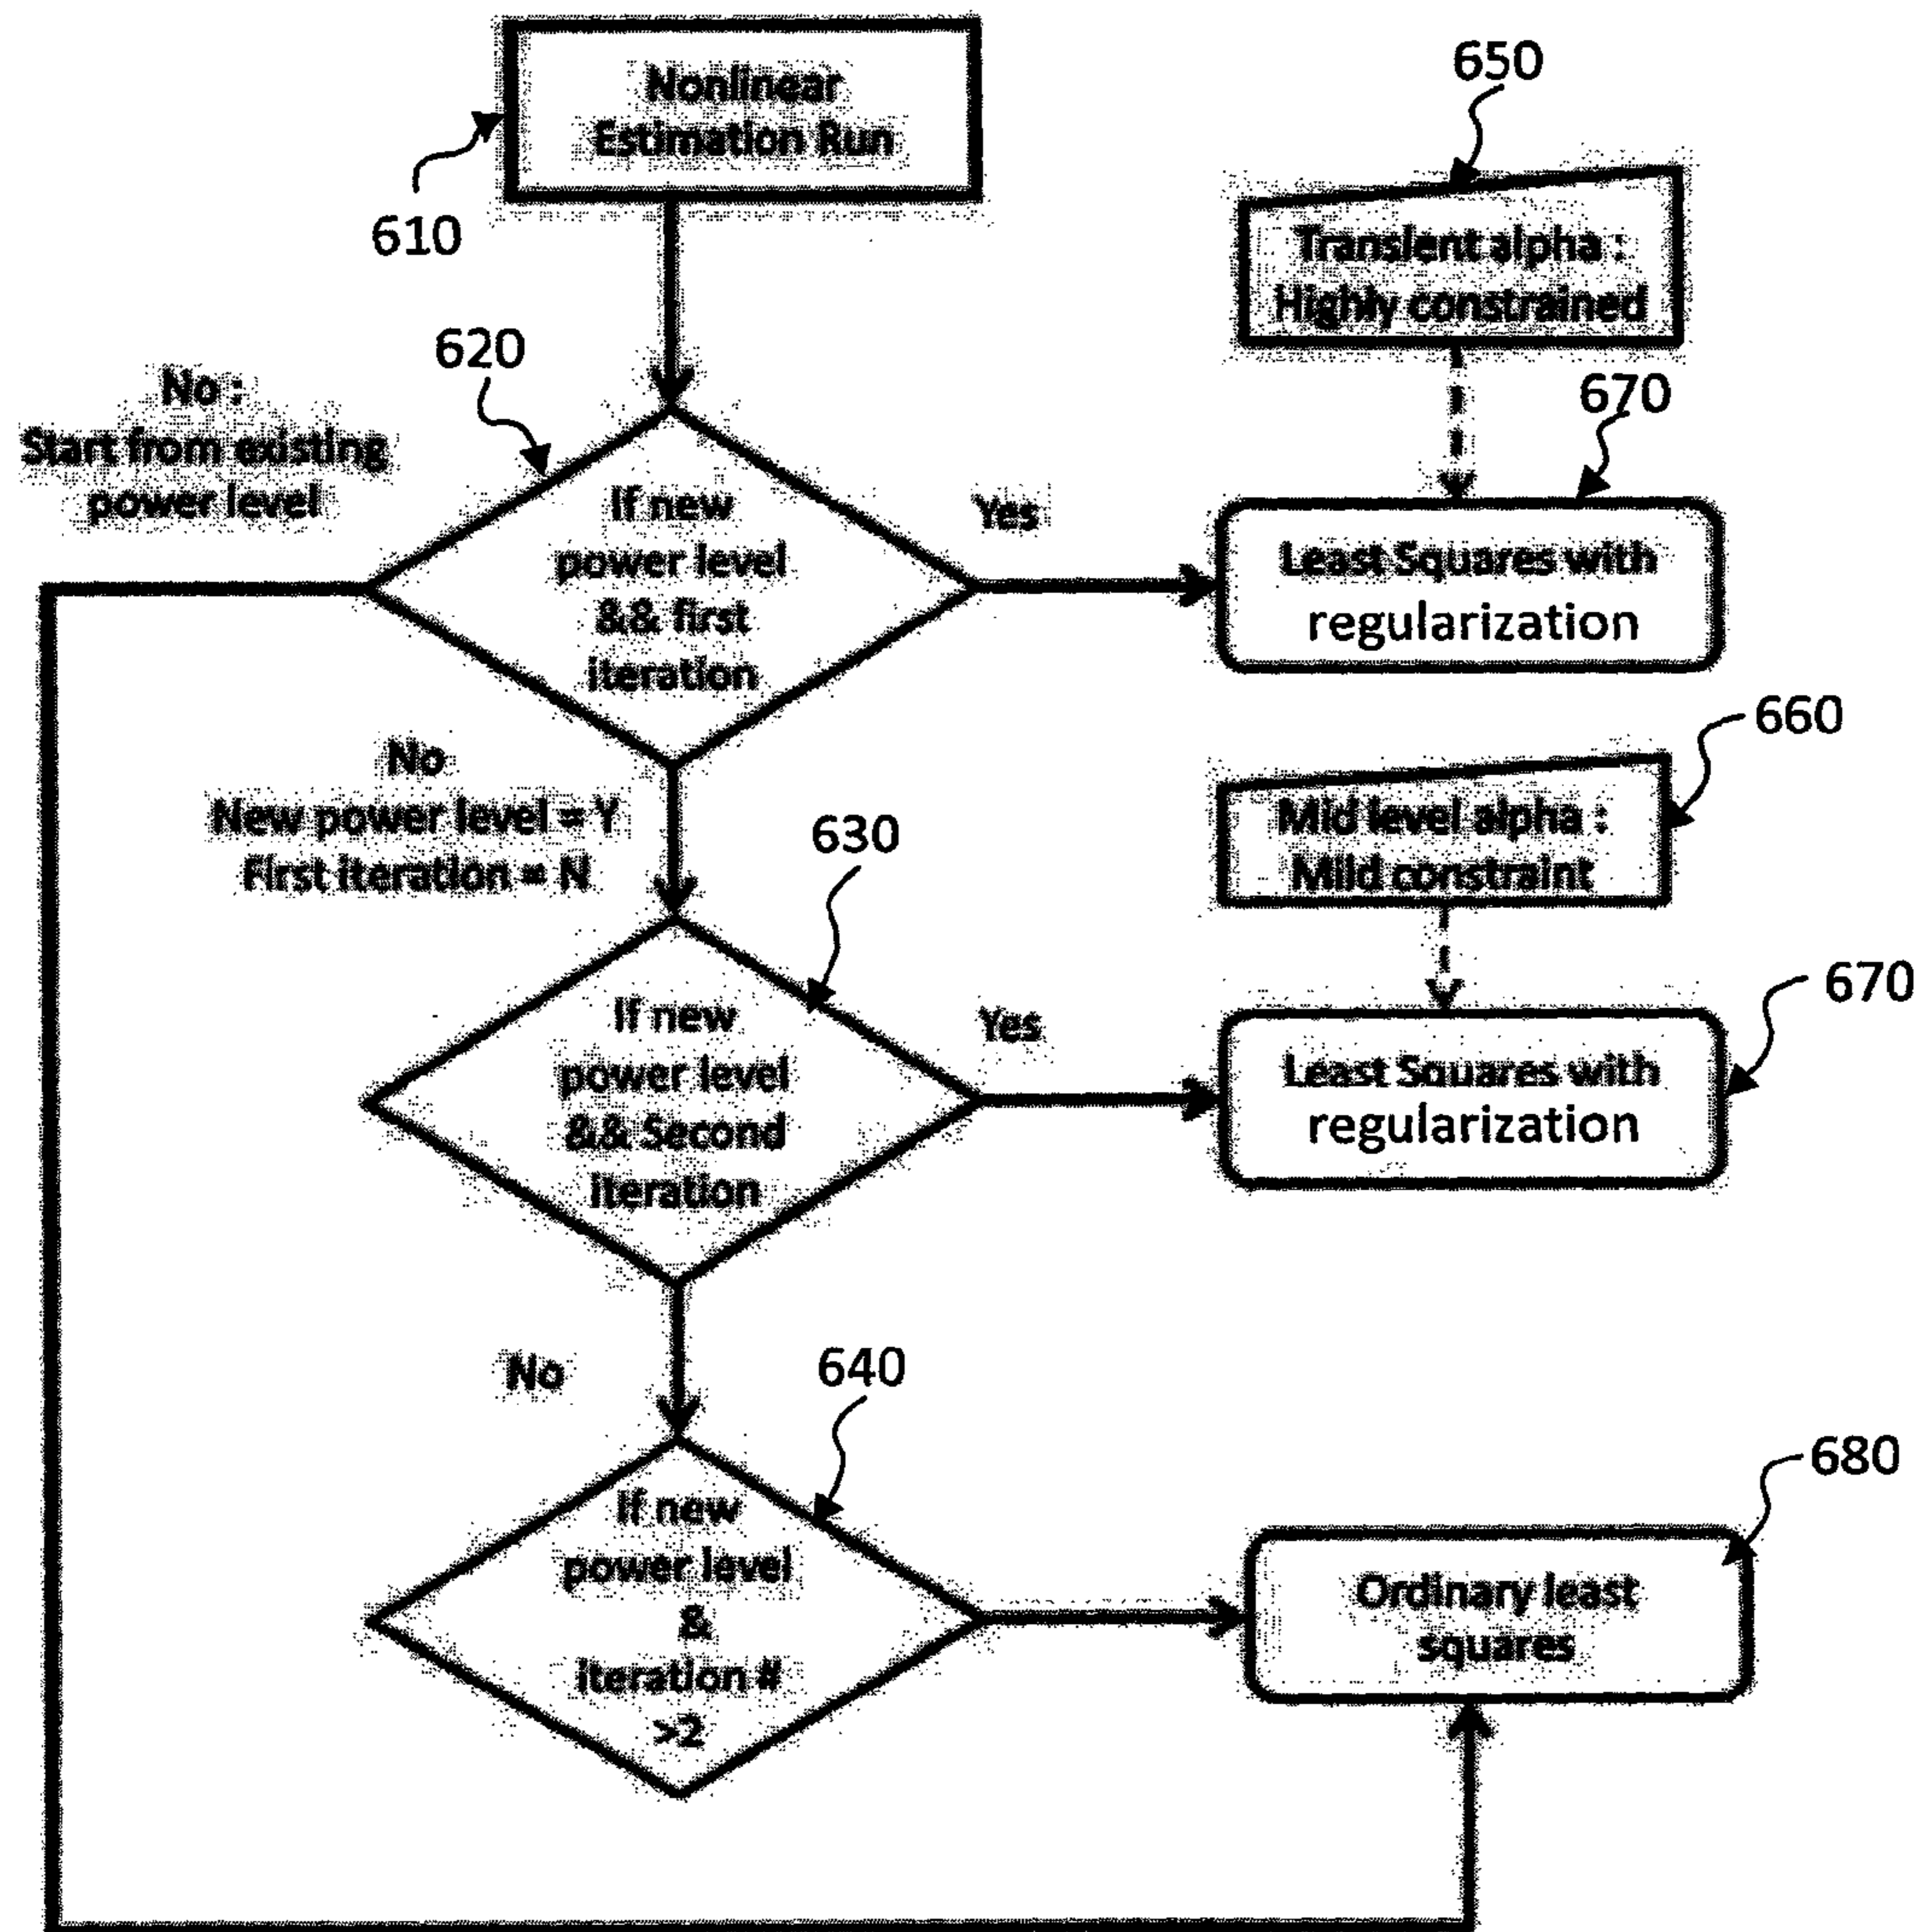 Nonlinear
Estimation Run
610
650
Transient alpha :
Highly constrained
620
No :
Start from existing
power level
If new
power level
&& first
iteration
Yes
670
Least Squares with
regularization
No
New power level = Y
First iteration = N
660
Mid level alpha :
Mild constraint
630
If new
power level
&& Second
iteration
Yes
670
Least Squares with
regularization
No
640
If new
power level
&
iteration #
>2
680
Ordinary least
squares